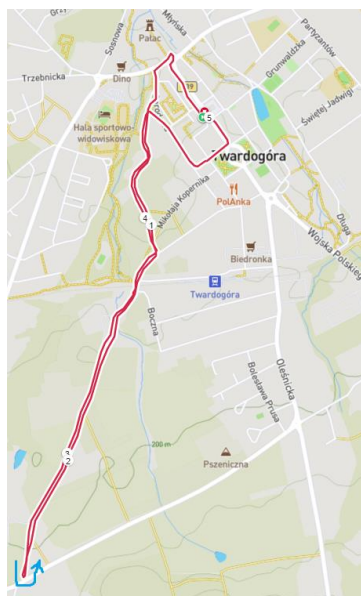 Młyńska
Sosnowa
Pałac
Partyzantów
Grunwaldzka
Trzebnicka
Dino
Świętej Jadwigi
5
Hala sportowo-
widowiskowa
Twardogóra
Mikołaja Kopernika
PolAnka
Długa
4
1
Wojska Polskiego
Biedronka
Twardogóra
Boczna
Oleśnicka
Bolesława Prusa
200 m
3
2
Pszeniczna